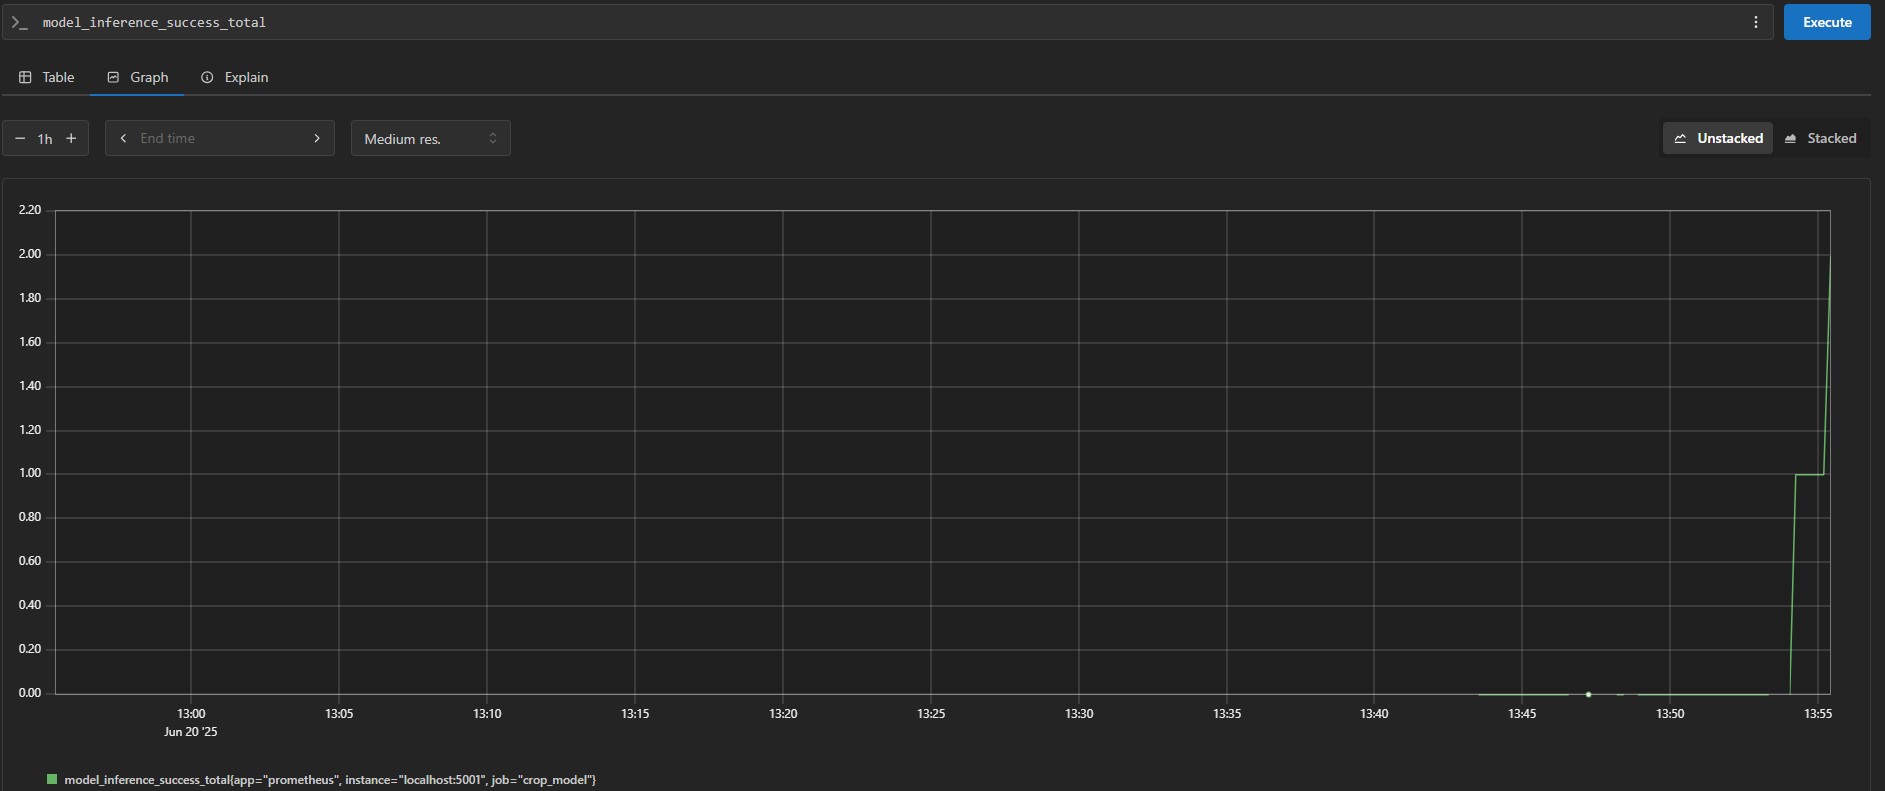 model_inference_success_total
Execute
Table
Graph
Explain
1h
End time
Medium res.
Unstacked
Stacked
2.20
2.00
1.80
1.60
1.40
1.20
1.00
0.80
0.60
0.40
0.20
0.00
13:00 13:05 13:10 13:15 13:20 13:25 13:30 13:35 13:40 13:45 13:50 13:55
Jun 20 '25
model_inference_success_total{app="prometheus", instance="localhost:5001", job="crop_model"}